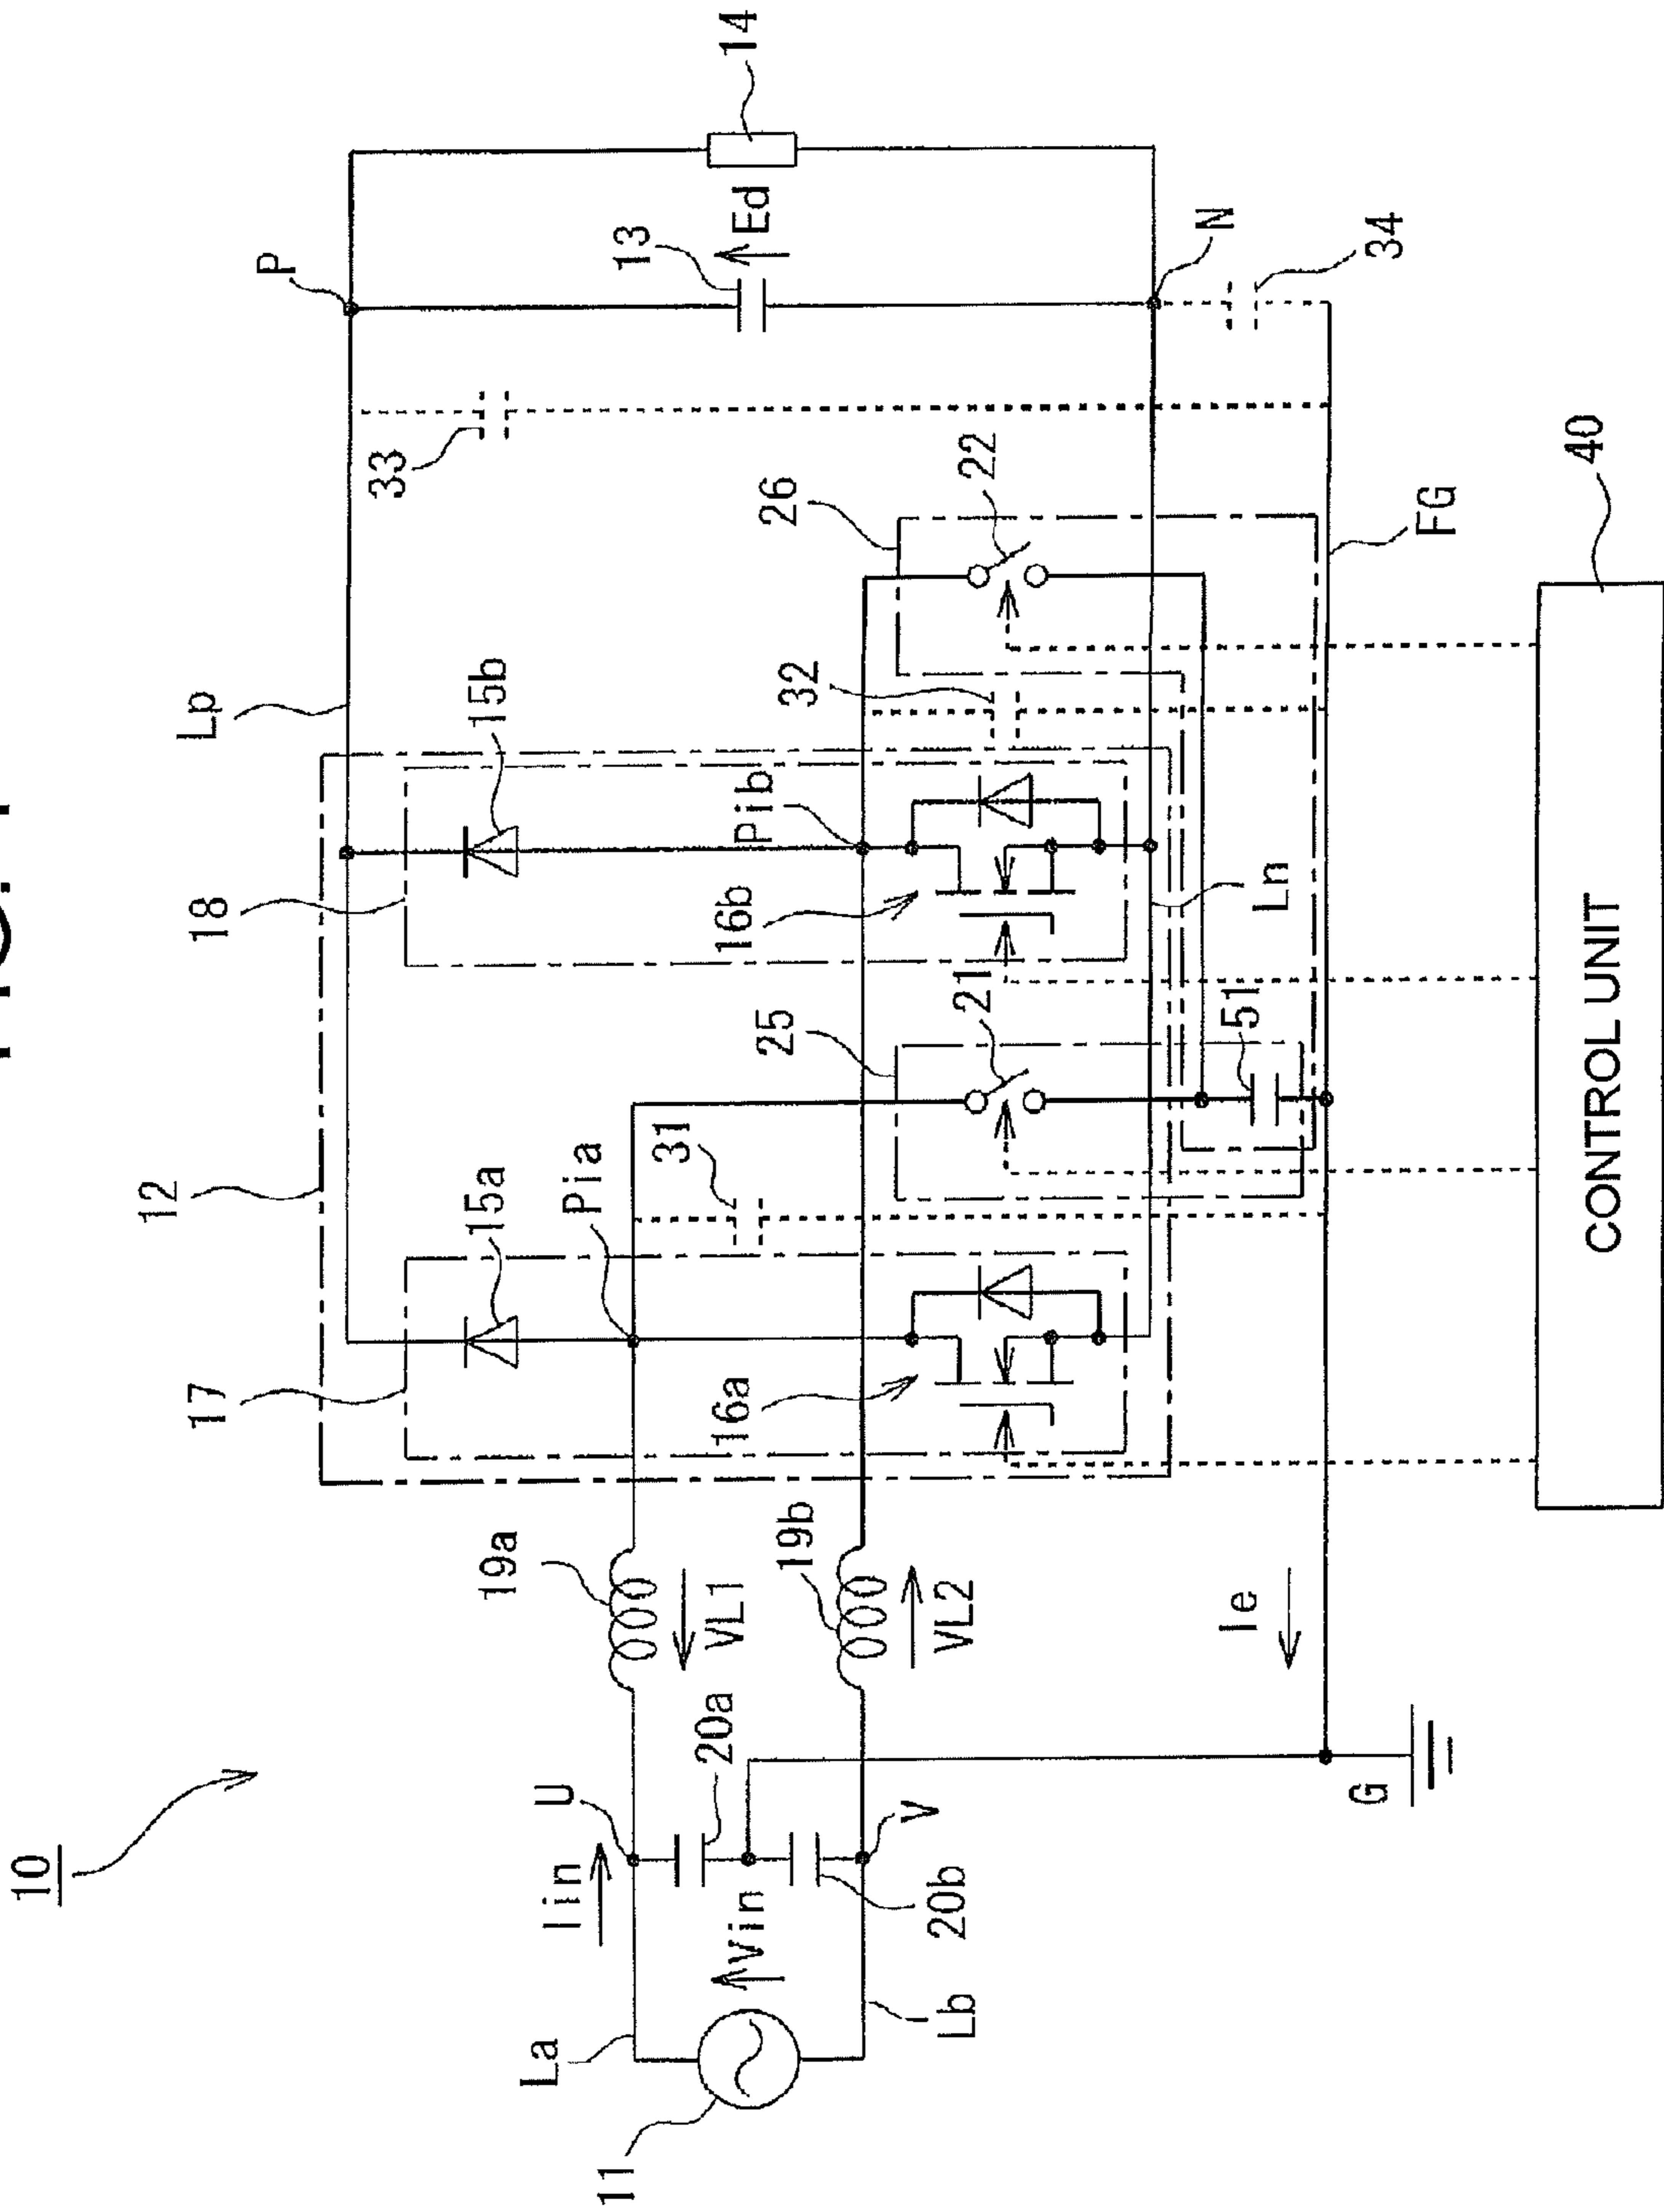 10
14
P
13
Ed
N
34
33
40
26
22
FG
Lp
15b
32
18
Pib
16b
Ln
21
25
51
12
15a
Pia
31
17
16a
CONTROL UNIT
19a
VL1
19b
VL2
Ie
U
Iin
20a
Vin
V
20b
G
La
Lb
11